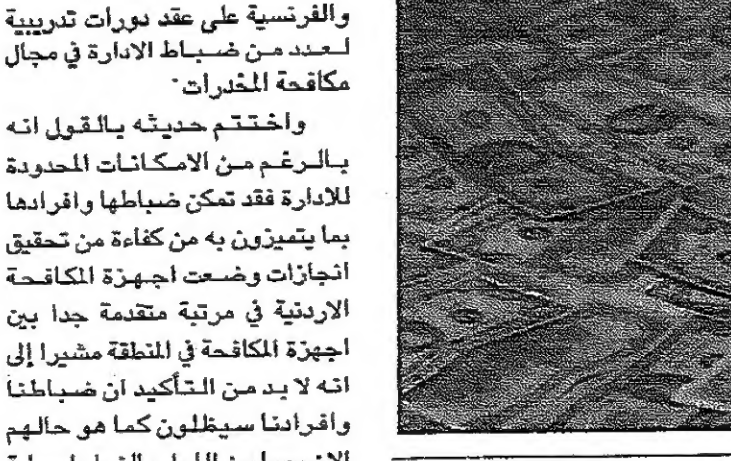 والفرنسية على عقد دورات تدريبية
لعدد من ضباط الادارة في مجال
مكافحة المخدرات.
واختتم حديثه بالقول انه
بالرغم من الامكانات المحدودة
للادارة فقد تمكن ضباطها وافرادها
بما يتميزون به من كفاءة من تحقيق
انجازات وضعت اجهزة المكافحة
الاردنية في مرتبة متقدمة جدا بين
اجهزة المكافحة في المنطقة مشيرا إلى
انه لا بد من التأكيد ان ضباطنا
وافرادنا سيظلون كما هو حالهم